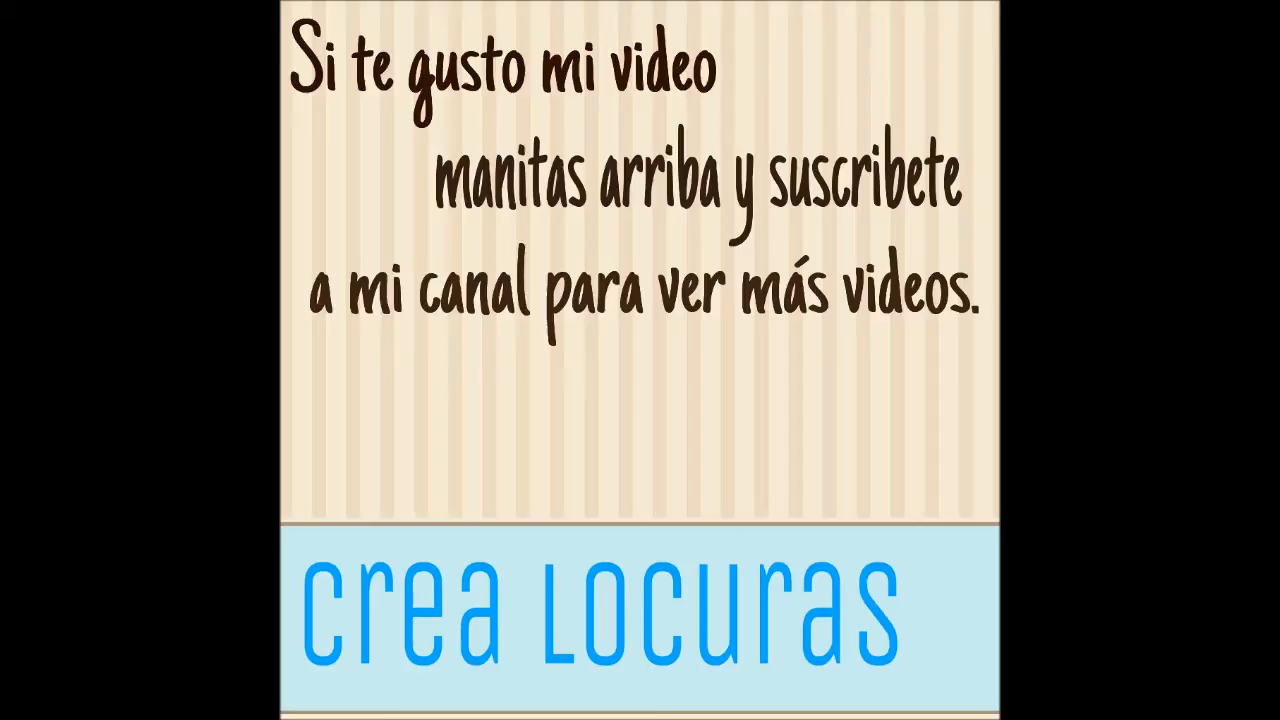 Si te gusto mi video
manitas arriba y suscribete
a mi canal para ver más videos.
crea Locuras